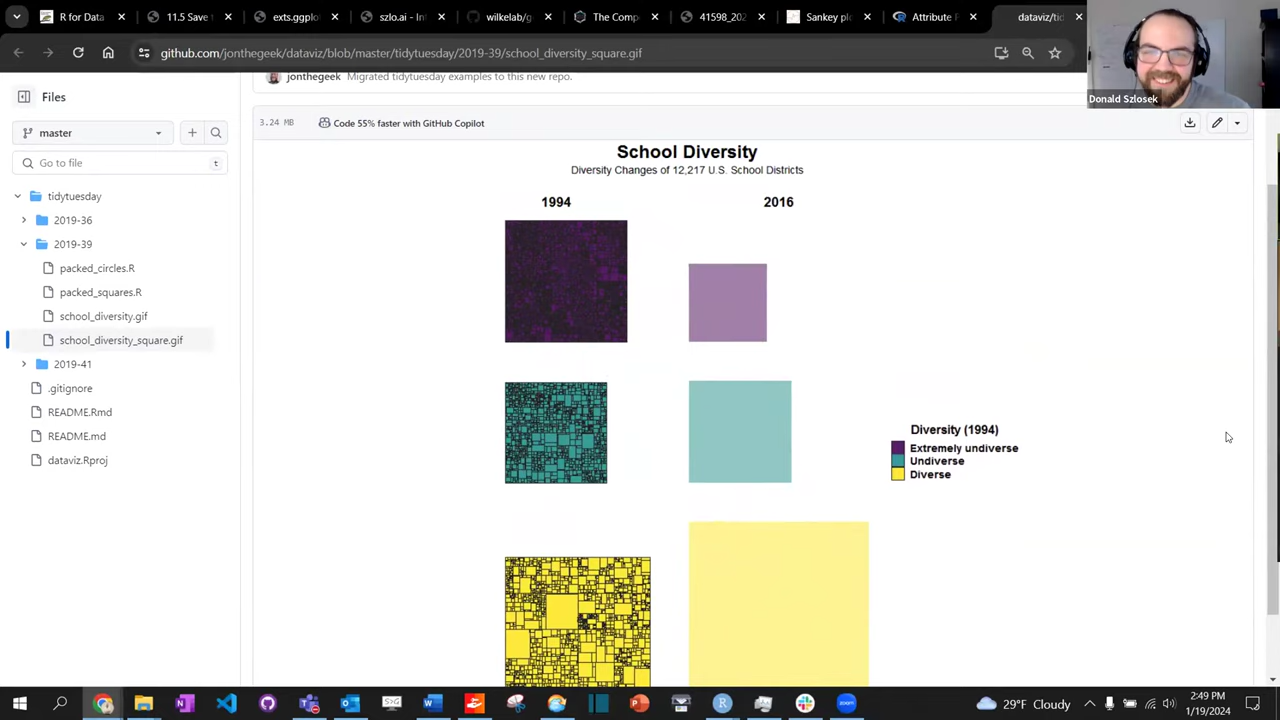 R for Data
11.5 Save
exts.ggpl
szlo.ai - Int
wilkelab/g
The Comp
41598_202
Sankey pl
Attribute F
dataviz/tid
github.com/jonthegeek/dataviz/blob/master/tidytuesday/2019-39/school_diversity_square.gif
Donald Szlosek
jonthegeek Migrated tidytuesday examples to this new repo.
Files
master
Go to file
t
tidytuesday
2019-36
2019-39
packed_circles.R
packed_squares.R
school_diversity.gif
school_diversity_square.gif
2019-41
.gitignore
README.Rmd
README.md
dataviz.Rproj
3.24 MB
Code 55% faster with GitHub Copilot
School Diversity
Diversity Changes of 12,217 U.S. School Districts
1994
2016
Diversity (1994)
Extremely undiverse
Undiverse
Diverse
29°F Cloudy
2:49 PM
1/19/2024